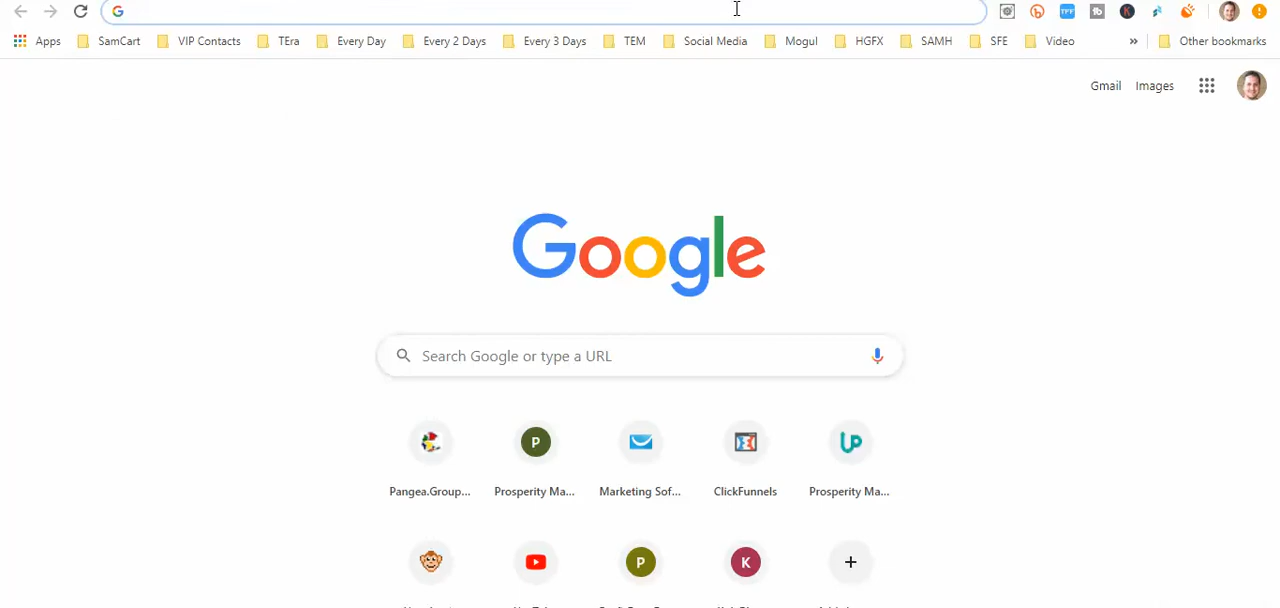 Apps SamCart VIP Contacts TEra Every Day Every 2 Days Every 3 Days TEM Social Media Mogul HGFX SAMH SFE Video » Other bookmarks
Gmail Images
Google
Search Google or type a URL
Pangea.Group... Prosperity Ma... Marketing Sof... ClickFunnels Prosperity Ma...
P
P K +